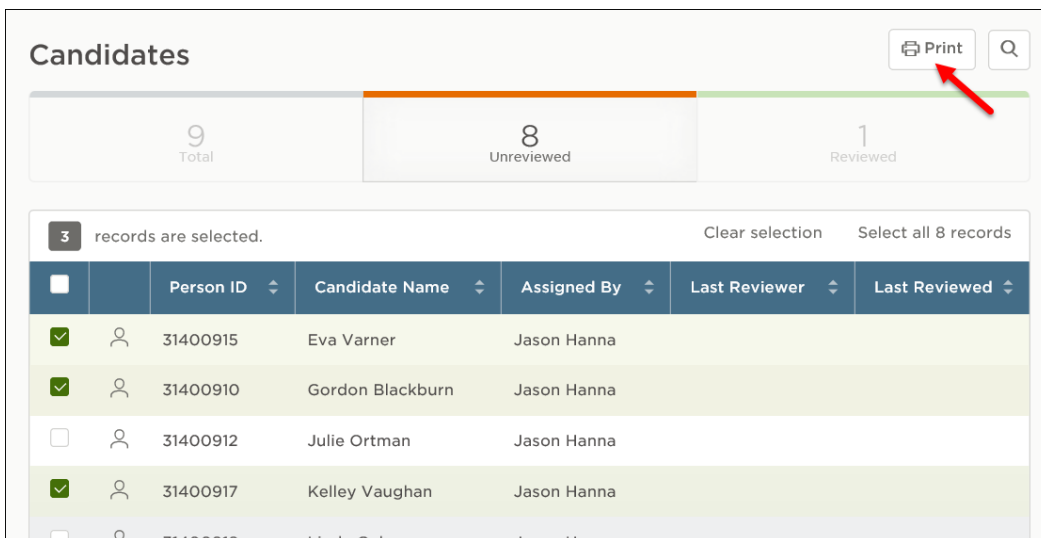 Candidates
Print
9
Total
8
Unreviewed
1
Reviewed
3 records are selected. Clear selection Select all 8 records
Person ID Candidate Name Assigned By Last Reviewer Last Reviewed
31400915 Eva Varner Jason Hanna
31400910 Gordon Blackburn Jason Hanna
31400912 Julie Ortman Jason Hanna
31400917 Kelley Vaughan Jason Hanna